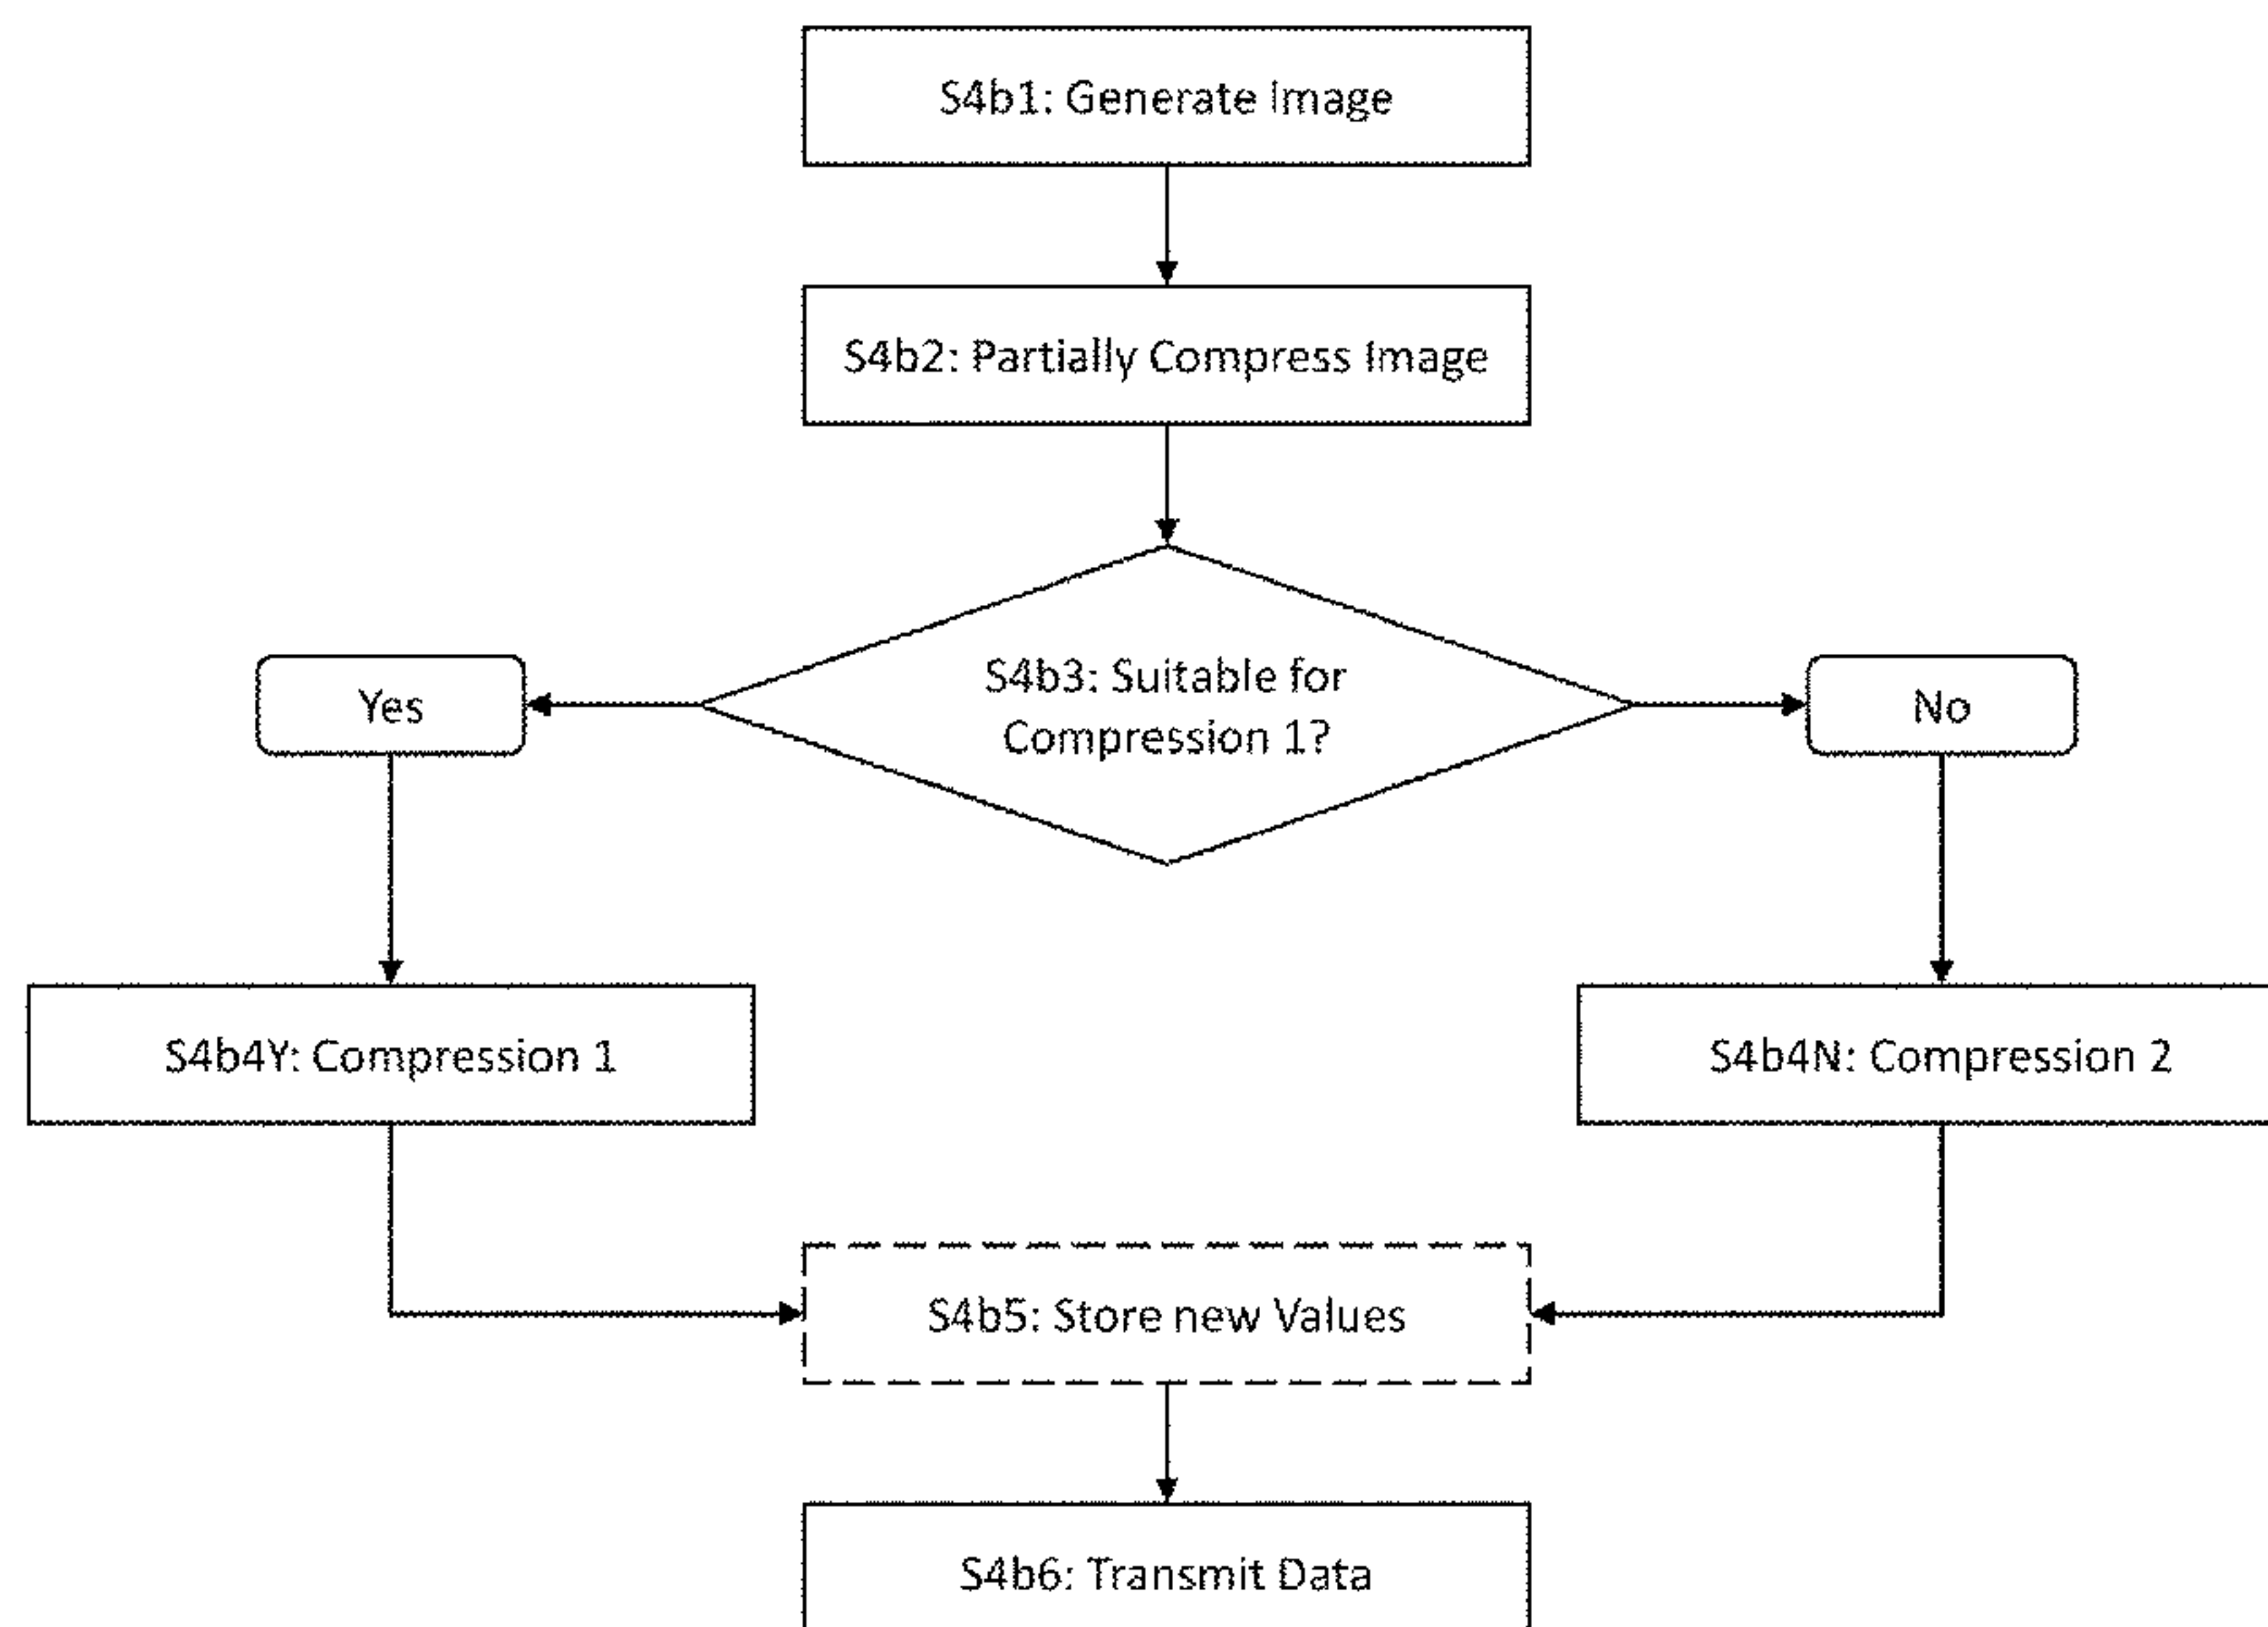 S4b1: Generate Image
S4b2: Partially Compress Image
S4b3: Suitable for
Compression 1?
Yes
No
S4b4Y: Compression 1
S4b4N: Compression 2
S4b5: Store new Values
S4b6: Transmit Data